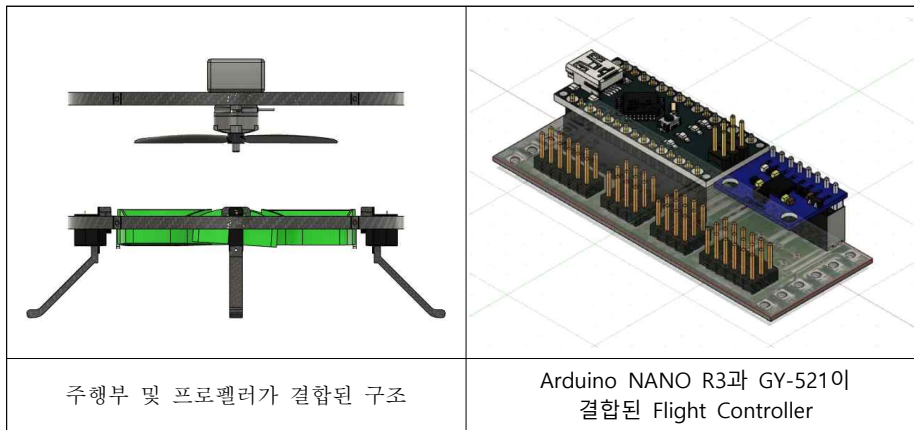 주행부 및 프로펠러가 결합된 구조
Arduino NANO R3과 GY-521이
결합된 Flight Controller